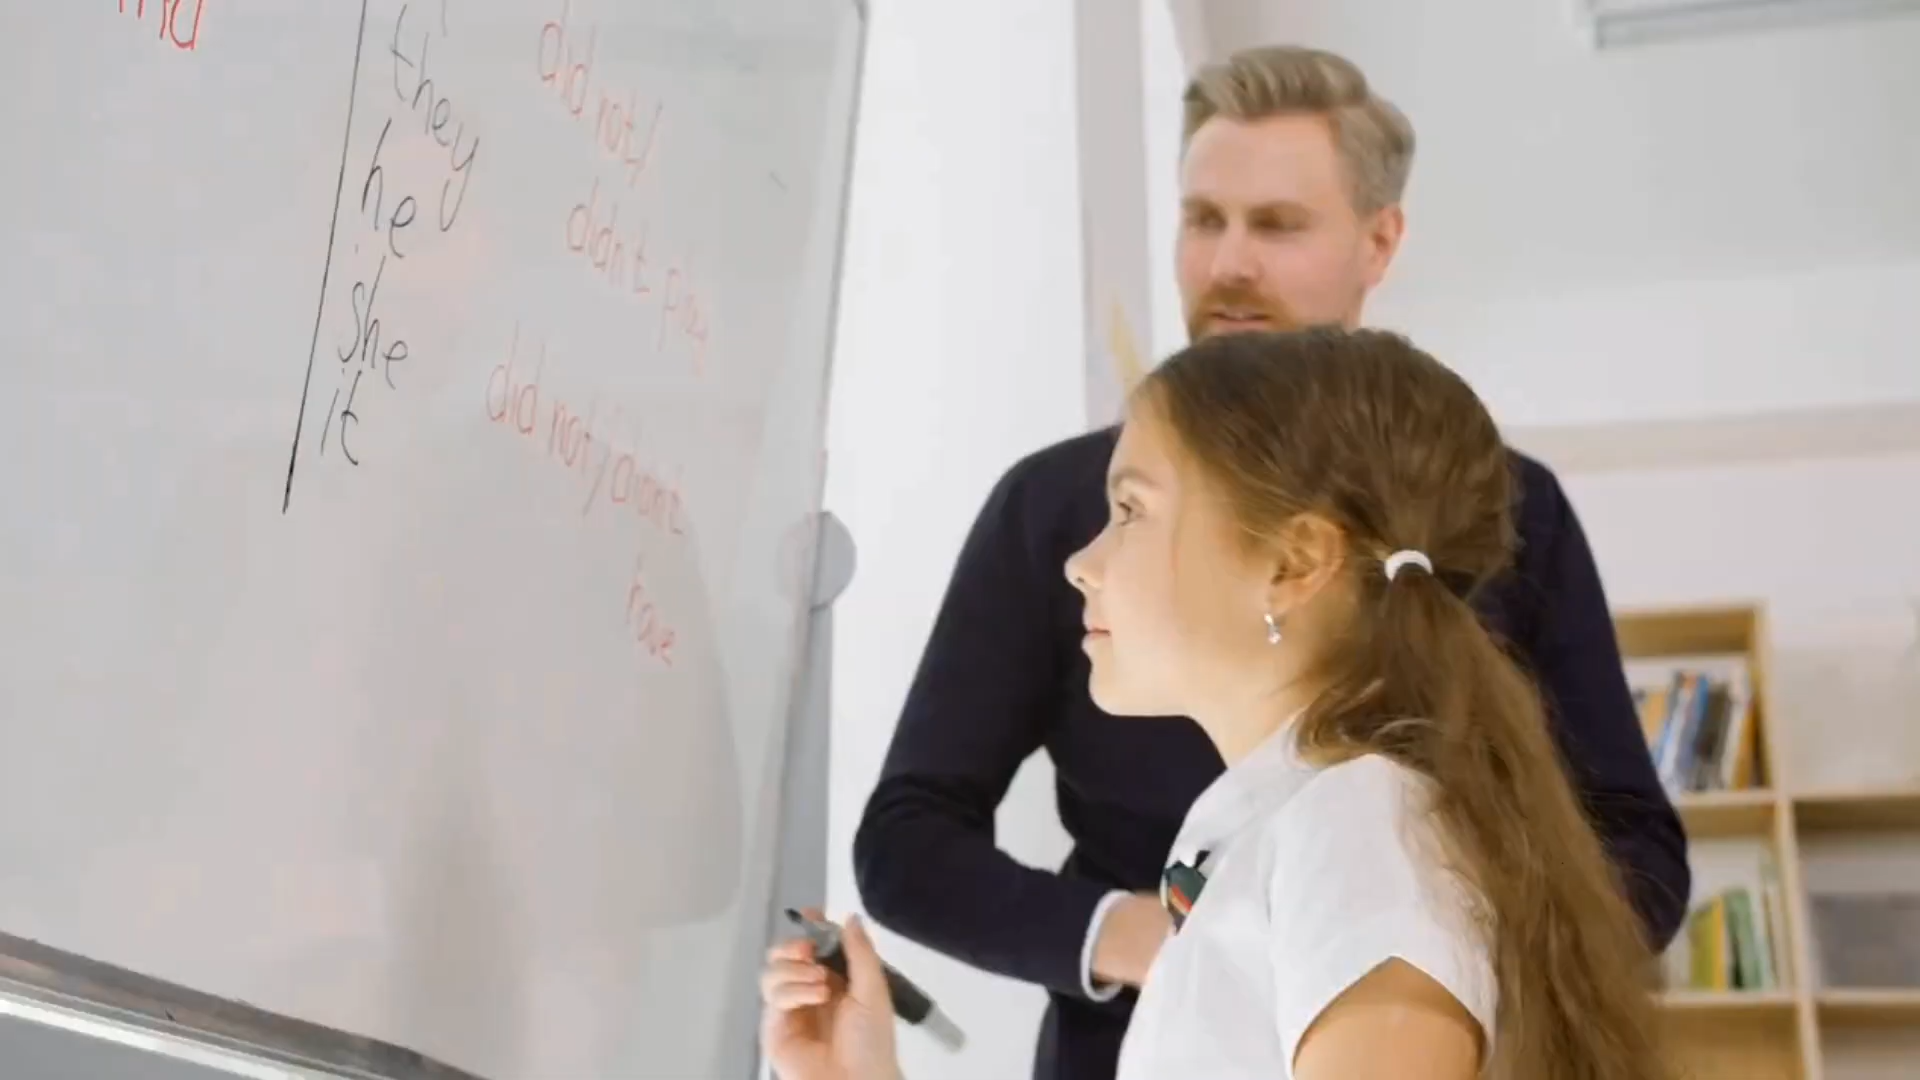 they
he
she
it
did not/
didn't play
did not/didn't
have